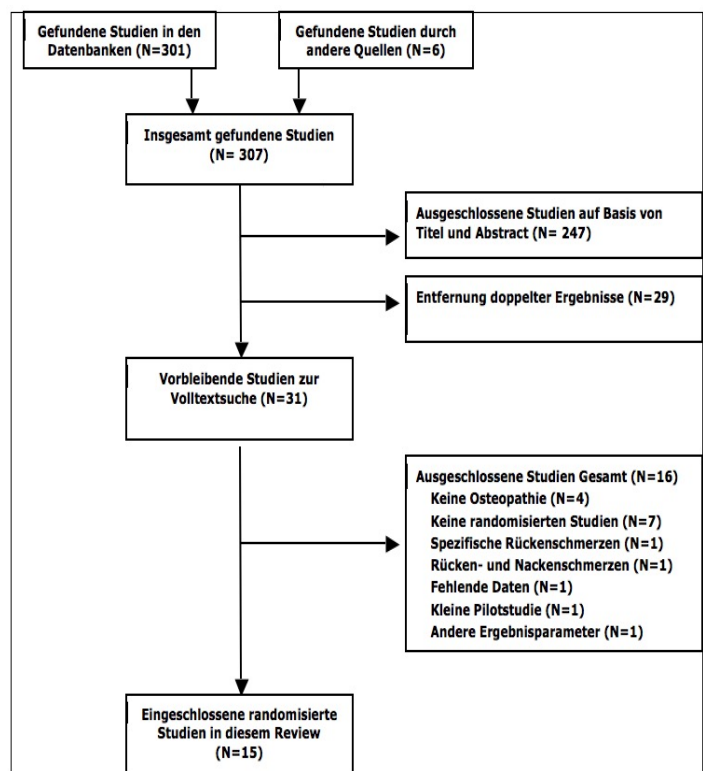 Gefundene Studien in den
Datenbanken (N=301)
Gefundene Studien durch
andere Quellen (N=6)
Insgesamt gefundene Studien
(N= 307)
Ausgeschlossene Studien auf Basis von
Titel und Abstract (N= 247)
Entfernung doppelter Ergebnisse (N=29)
Vorbleibende Studien zur
Volltextsuche (N=31)
Ausgeschlossene Studien Gesamt (N=16)
Keine Osteopathie (N=4)
Keine randomisierten Studien (N=7)
Spezifische Rückenschmerzen (N=1)
Rücken- und Nackenschmerzen (N=1)
Fehlende Daten (N=1)
Kleine Pilotstudie (N=1)
Andere Ergebnisparameter (N=1)
Eingeschlossene randomisierte
Studien in diesem Review
(N=15)